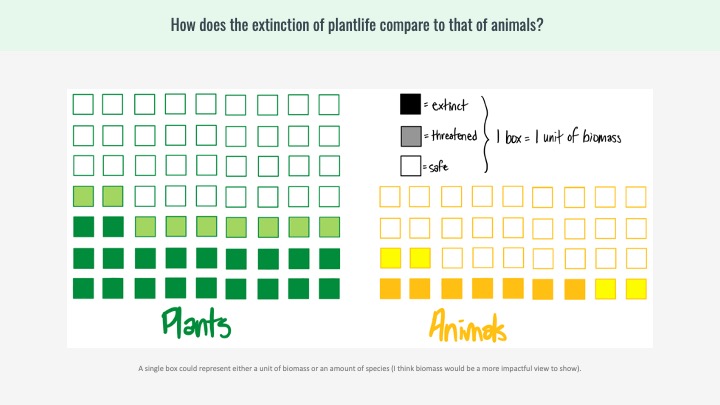 How does the extinction of plantlife compare to that of animals?
= extinct
= threatened
1 box = 1 unit of biomass
= safe
Plants
Animals
A single box could represent either a unit of biomass or an amount of species (I think biomass would be a more impactful view to show).